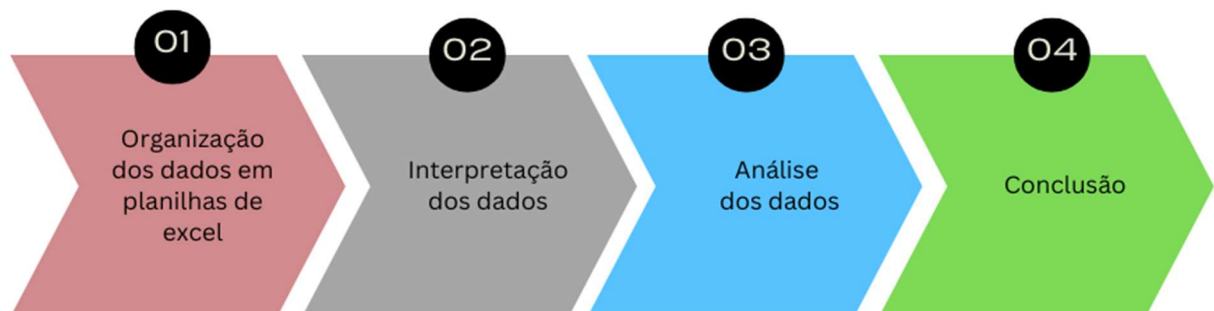 01
Organização
dos dados em
planilhas de
excel
02
Interpretação
dos dados
03
Análise
dos dados
04
Conclusão